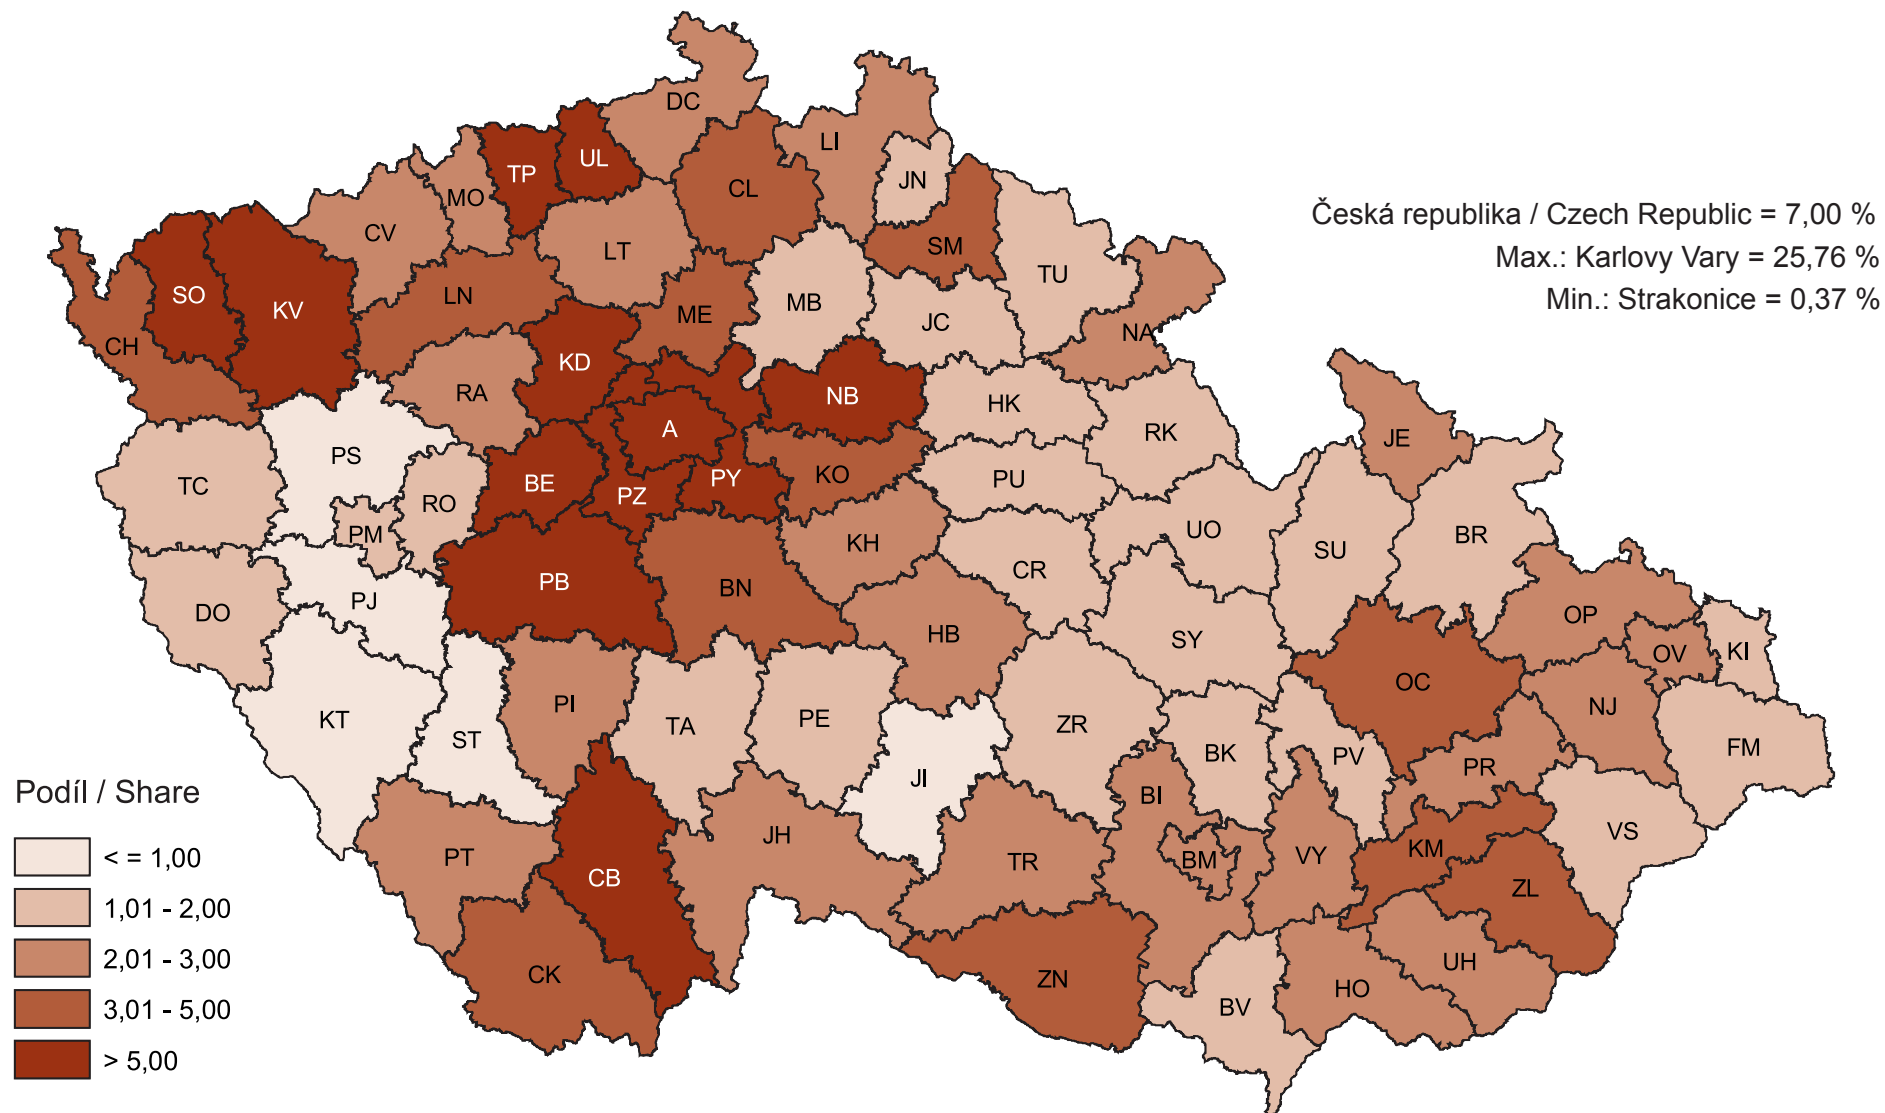 Česká republika / Czech Republic = 7,00 %
Max.: Karlovy Vary = 25,76 %
Min.: Strakonice = 0,37 %
DC
LI
UL
TP
JN
CL
MO
CV
SM
LT
TU
SO
LN
KV
MB
ME
JC
NA
CH
KD
RA
NB
HK
A
RK
JE
PS
KO
PY
PU
TC
BE
PZ
RO
UO
PM
KH
SU
BR
CR
PB
BN
PJ
DO
HB
SY
OP
KI
OV
OC
KT
ST
PI
TA
PE
ZR
NJ
BK
PV
FM
PR
JI
BI
Podíl / Share
< = 1,00
1,01 - 2,00
2,01 - 3,00
3,01 - 5,00
> 5,00
PT
JH
CB
TR
BM
VY
KM
VS
ZL
CK
ZN
BV
HO
UH